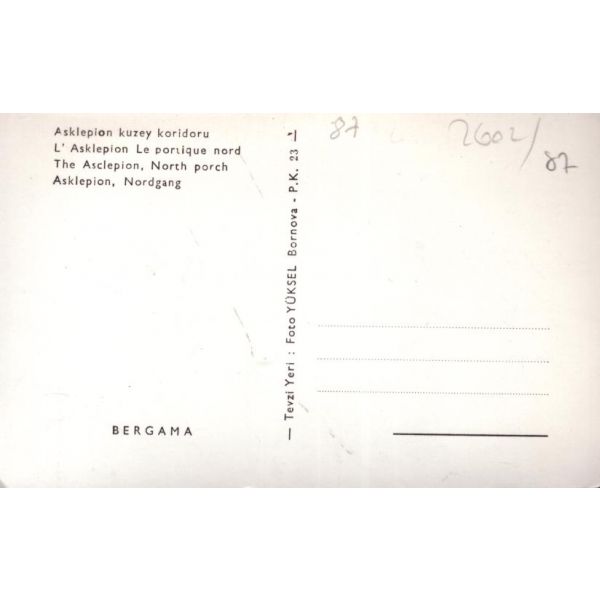 Asklepion kuzey koridoru
L' Asklepion Le portique nord
The Asclepion, North porch
Asklepion, Nordgang
BERGAMA
— Tevzi Yeri : Foto YÜKSEL Bornova - P.K. 23 —
87
2602/
87